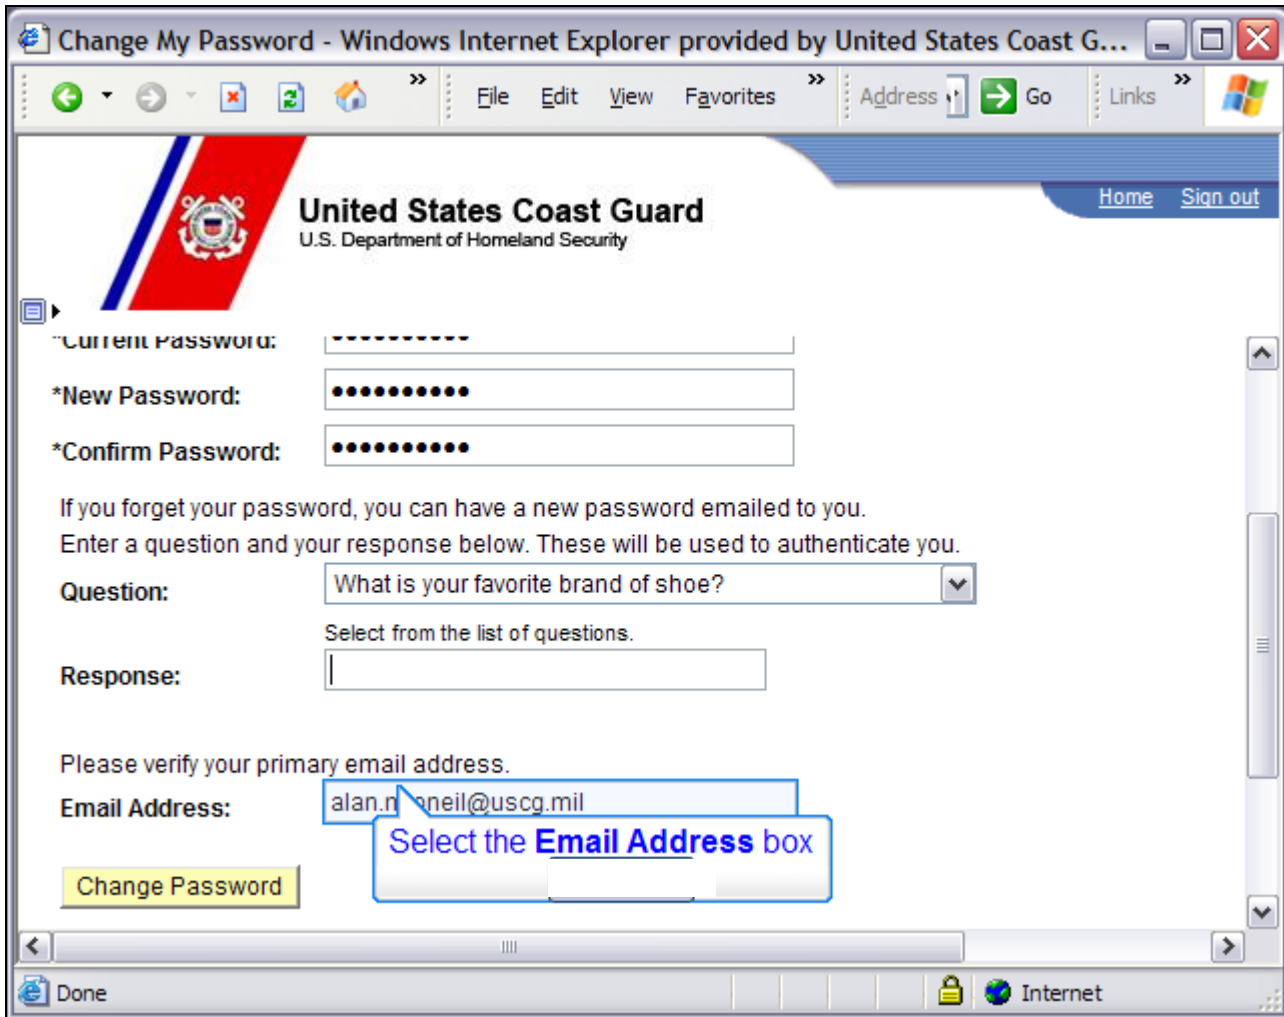 Change My Password - Windows Internet Explorer provided by United States Coast G...
File Edit View Favorites Address Go Links
Home Sign out
United States Coast Guard
U.S. Department of Homeland Security
*Current Password: ●●●●●●●●●●
*New Password: ●●●●●●●●●●
*Confirm Password: ●●●●●●●●●●
If you forget your password, you can have a new password emailed to you.
Enter a question and your response below. These will be used to authenticate you.
Question: What is your favorite brand of shoe?
Select from the list of questions.
Response:
Please verify your primary email address.
Email Address:
Select the Email Address box
Change Password
Done Internet